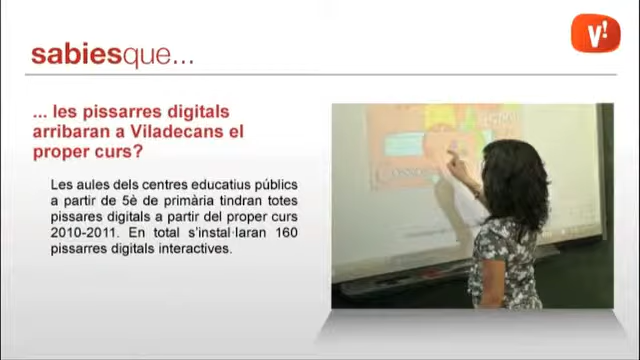 sabiesque...
V!
... les pissarres digitals
arribaran a Viladecans el
proper curs?
Les aules dels centres educatius públics
a partir de 5è de primària tindran totes
pissares digitals a partir del proper curs
2010-2011. En total s'instal·laran 160
pissarres digitals interactives.